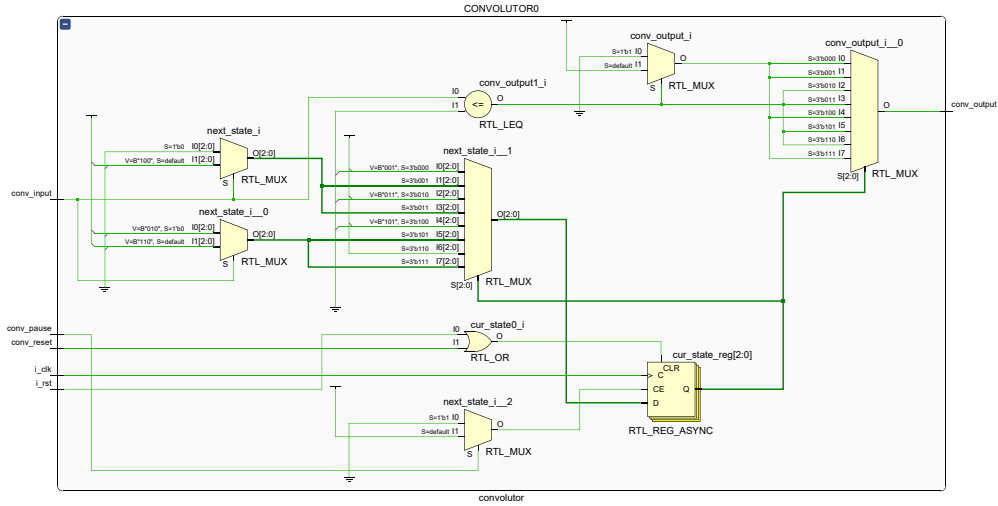 CONVOLUTOR0
conv_output_i
S=1'b1 I0
S=default I1
O
S
RTL_MUX
conv_output_i__0
S=3'b000 I0
S=3'b001 I1
S=3'b010 I2
S=3'b011 I3
S=3'b100 I4
S=3'b101 I5
S=3'b110 I6
S=3'b111 I7
O
S[2:0]
RTL_MUX
conv_output
conv_output1_i
I0
I1
<=
O
RTL_LEQ
next_state_i
S=1'b0 I0[2:0]
V=B"100", S=default I1[2:0]
O[2:0]
S
RTL_MUX
conv_input
next_state_i__0
V=B"010", S=1'b0 I0[2:0]
V=B"110", S=default I1[2:0]
O[2:0]
S
RTL_MUX
next_state_i__1
V=B"001", S=3'b000 I0[2:0]
S=3'b001 I1[2:0]
V=B"011", S=3'b010 I2[2:0]
S=3'b011 I3[2:0]
V=B"101", S=3'b100 I4[2:0]
S=3'b101 I5[2:0]
S=3'b110 I6[2:0]
S=3'b111 I7[2:0]
O[2:0]
S[2:0]
RTL_MUX
conv_pause
conv_reset
i_clk
i_rst
cur_state0_i
I0
I1
O
RTL_OR
cur_state_reg[2:0]
CLR
C
CE
D
Q
RTL_REG_ASYNC
next_state_i__2
S=1'b1 I0
S=default I1
O
S
RTL_MUX
convolutor